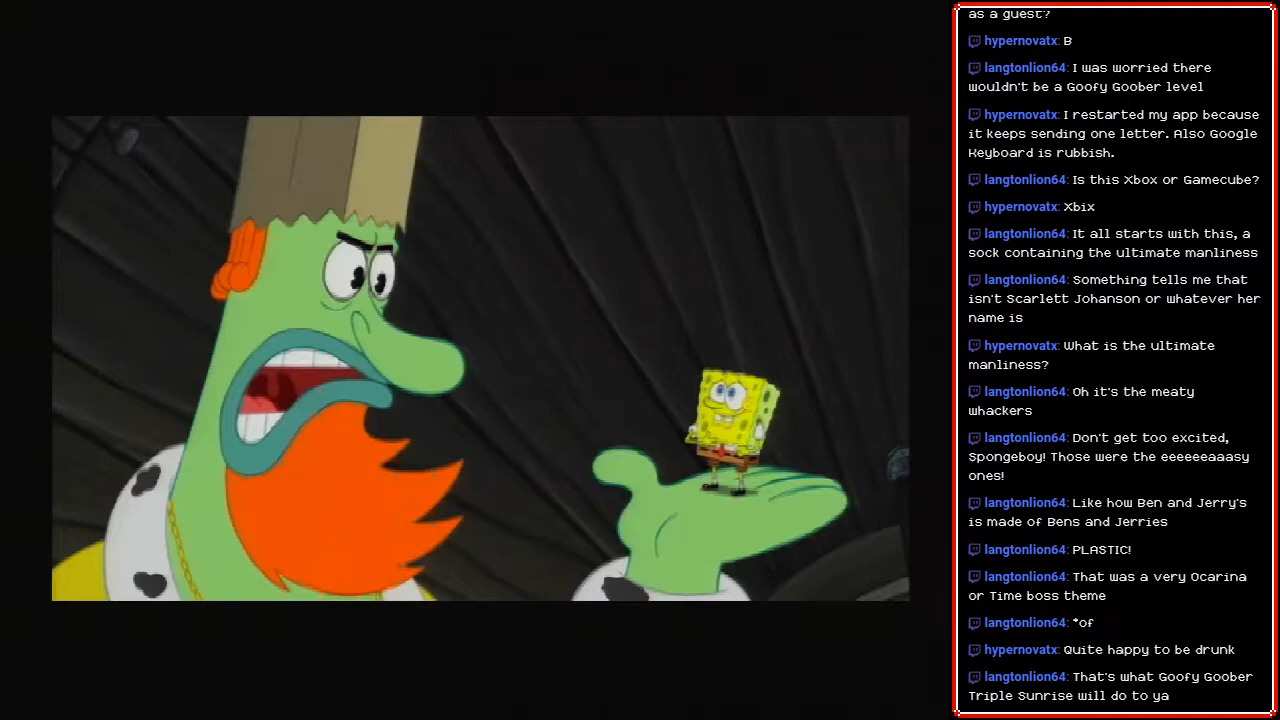 as a guest?
hypernovatx: B
langtonlion64: I was worried there
wouldn't be a Goofy Goober level
hypernovatx: I restarted my app because
it keeps sending one letter. Also Google
Keyboard is rubbish.
langtonlion64: Is this Xbox or Gamecube?
hypernovatx: Xbix
langtonlion64: It all starts with this, a
sock containing the ultimate manliness
langtonlion64: Something tells me that
isn't Scarlett Johanson or whatever her
name is
hypernovatx: What is the ultimate
manliness?
langtonlion64: Oh it's the meaty
whackers
langtonlion64: Don't get too excited,
Spongeboy! Those were the eeeeeeaaasy
ones!
langtonlion64: Like how Ben and Jerry's
is made of Bens and Jerries
langtonlion64: PLASTIC!
langtonlion64: That was a very Ocarina
or Time boss theme
langtonlion64: *of
hypernovatx: Quite happy to be drunk
langtonlion64: That's what Goofy Goober
Triple Sunrise will do to ya